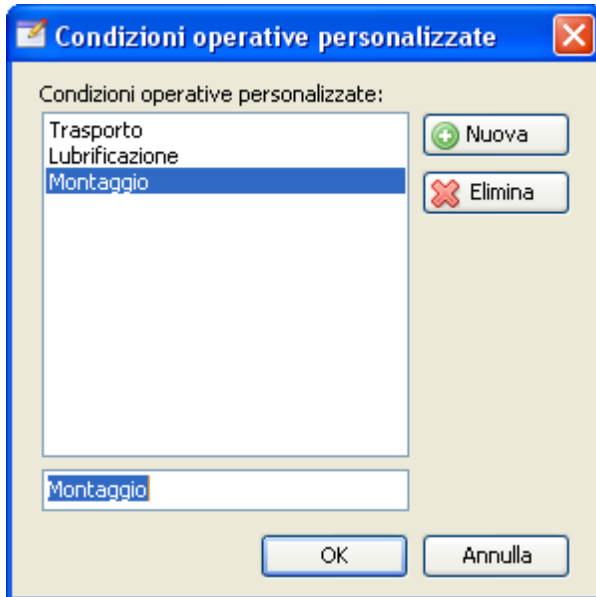 Condizioni operative personalizzate
Condizioni operative personalizzate:
Trasporto
Lubrificazione
Montaggio
Nuova
Elimina
Montaggio
OK
Annulla